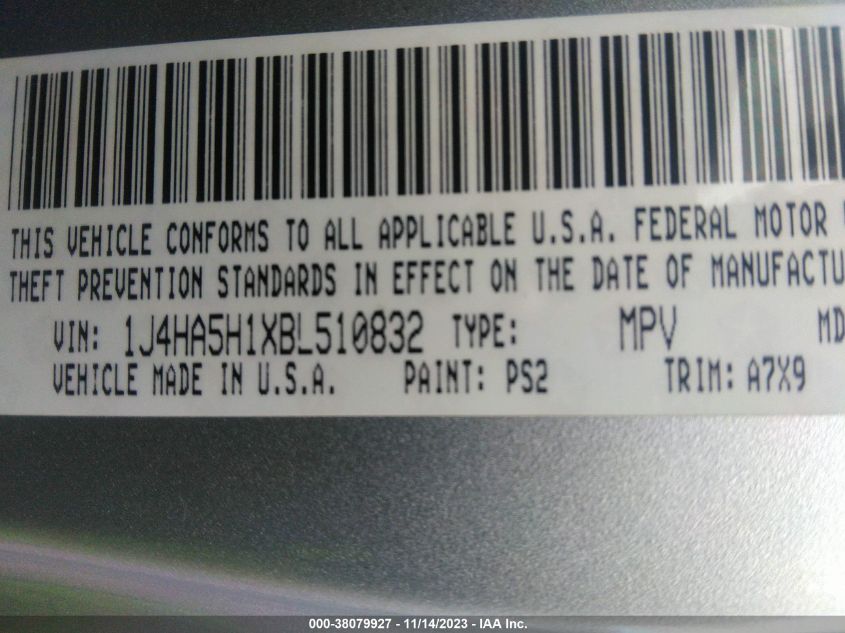 THIS VEHICLE CONFORMS TO ALL APPLICABLE U.S.A. FEDERAL MOTOR
THEFT PREVENTION STANDARDS IN EFFECT ON THE DATE OF MANUFACTU
VIN: 1J4HA5H1XBL510832 TYPE: MPV MD
VEHICLE MADE IN U.S.A. PAINT: PS2 TRIM: A7X9
000-38079927 - 11/14/2023 - IAA Inc.